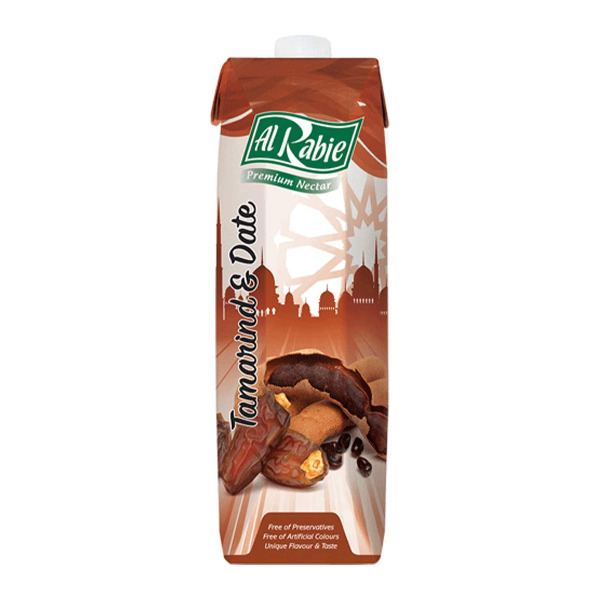 Al Rabie
Premium Nectar
Tamarind & Date
Free of Preservatives
Free of Artificial Colours
Unique Flavour & Taste